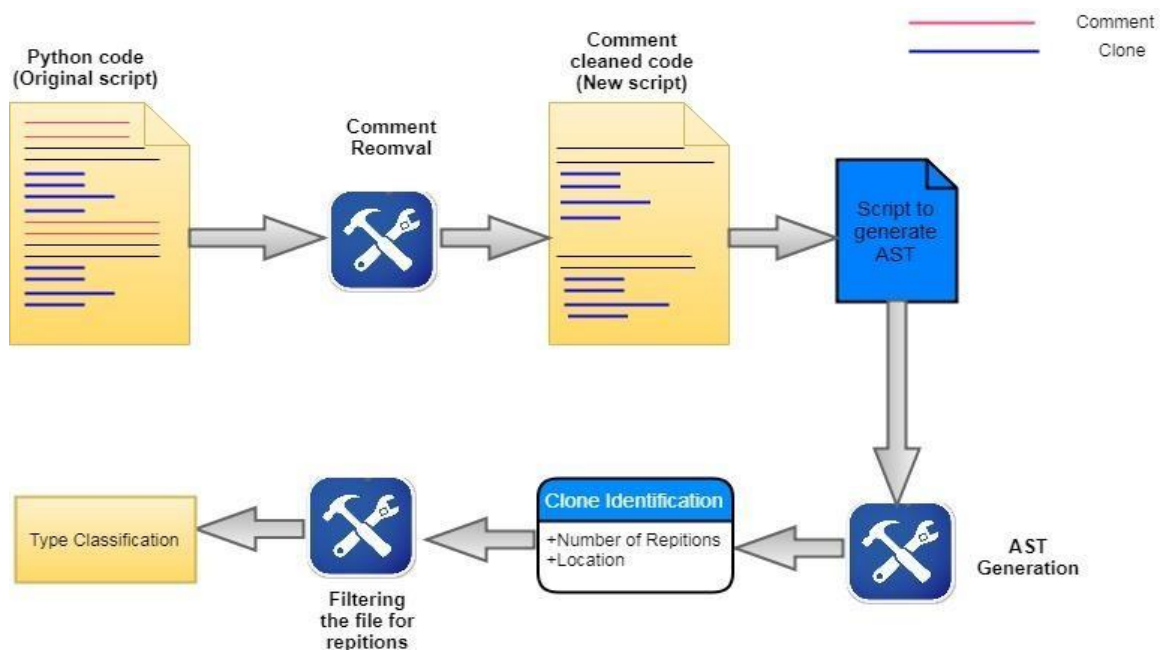 Comment
Clone
Python code
(Original script)
Comment
Reomval
Comment
cleaned code
(New script)
Script to
generate
AST
AST
Generation
Clone Identification
+Number of Repitions
+Location
Filtering
the file for
repitions
Type Classification